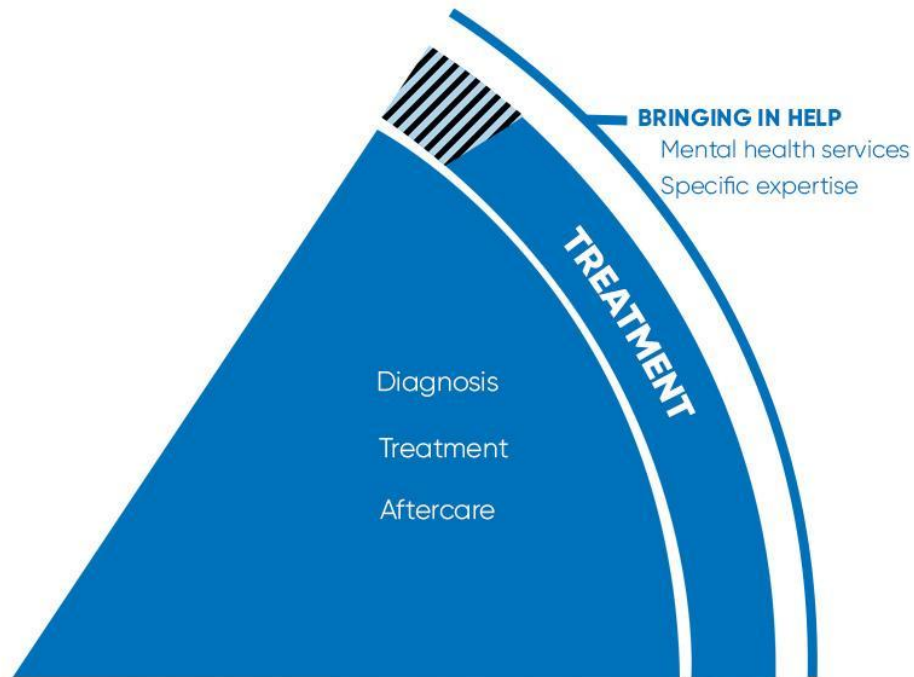 BRINGING IN HELP
Mental health services
Specific expertise
TREATMENT
Diagnosis
Treatment
Aftercare